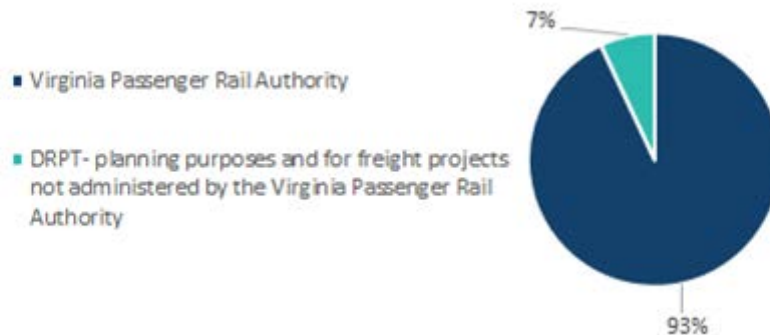 7%
Virginia Passenger Rail Authority
DRPT- planning purposes and for freight projects
not administered by the Virginia Passenger Rail
Authority
93%